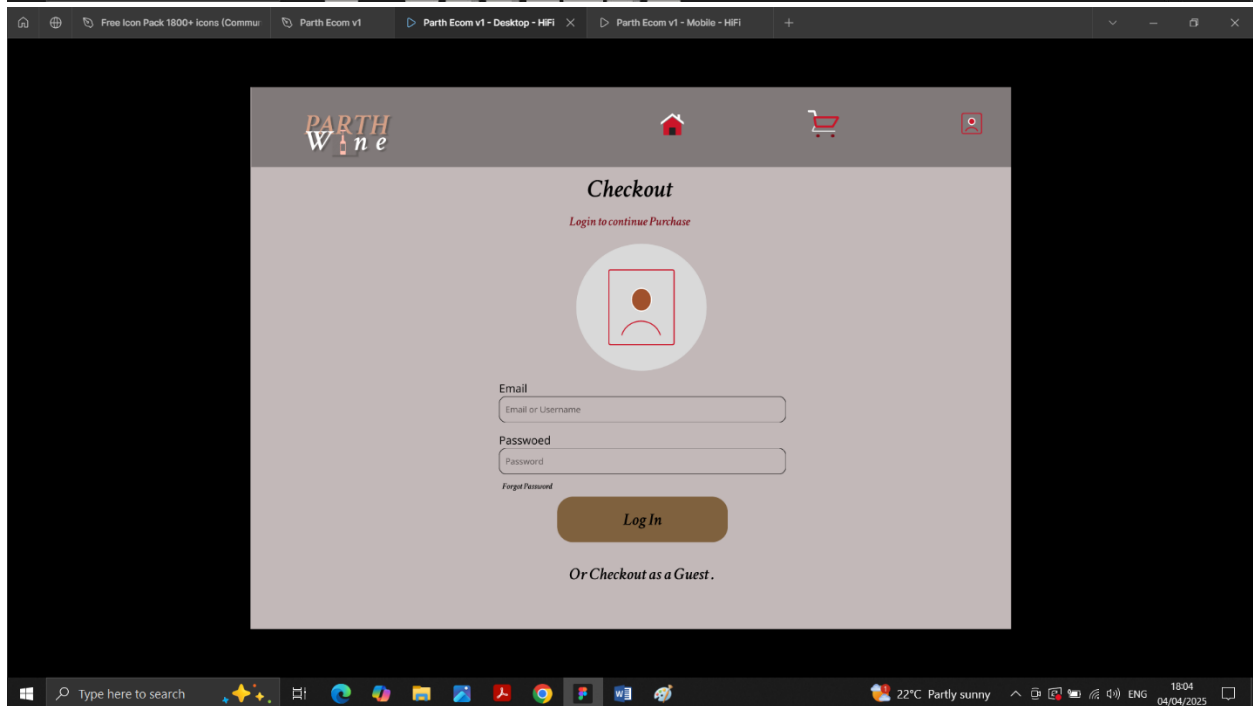 Free Icon Pack 1800+ icons (Commu
Parth Ecom v1
Parth Ecom v1 - Desktop - HiFi
Parth Ecom v1 - Mobile - HiFi
PARTH
Wine
Checkout
Login to continue Purchase
Email
Email or Username
Passwoed
Password
Forgot Password
Log In
Or Checkout as a Guest .
Type here to search
22°C Partly sunny
ENG
18:04
04/04/2025